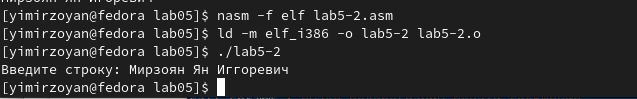 [yimirzoyan@fedora lab05]$ nasm -f elf lab5-2.asm
[yimirzoyan@fedora lab05]$ ld -m elf_i386 -o lab5-2 lab5-2.o
[yimirzoyan@fedora lab05]$ ./lab5-2
Введите строку: Мирзоян Ян Иггоревич
[yimirzoyan@fedora lab05]$